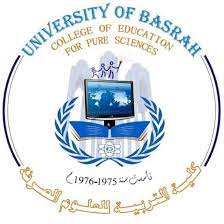 UNIVERSITY OF BASRAH
COLLEGE OF EDUCATION
FOR PURE SCIENCES
تأسست سنة 1975-1976
كلية التربية للعلوم الصرفة